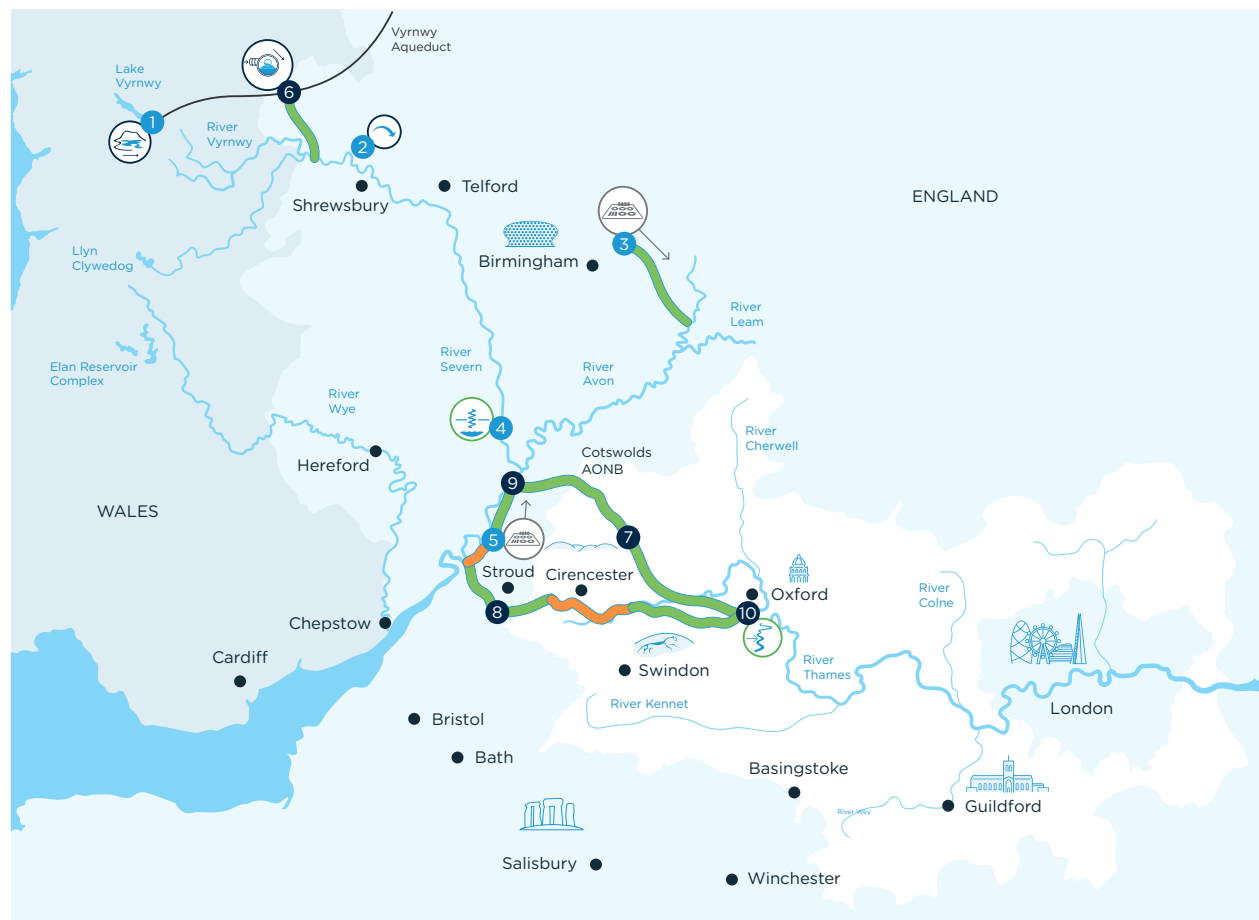 Vyrnwy
Aqueduct
6
Lake
Vyrnwy
1
River
Vyrnwy
2
Shrewsbury
Telford
ENGLAND
3
Birmingham
Llyn
Clywedog
River
Leam
Elan Reservoir
Complex
River
Severn
River
Avon
River
Wye
4
River
Cherwell
Hereford
Cotswolds
AONB
9
WALES
5
7
Stroud
Cirencester
8
10
Oxford
River
Colne
Chepstow
Cardiff
Swindon
River
Thames
River Kennet
London
Bristol
Bath
Basingstoke
Guildford
River Wey
Salisbury
Winchester